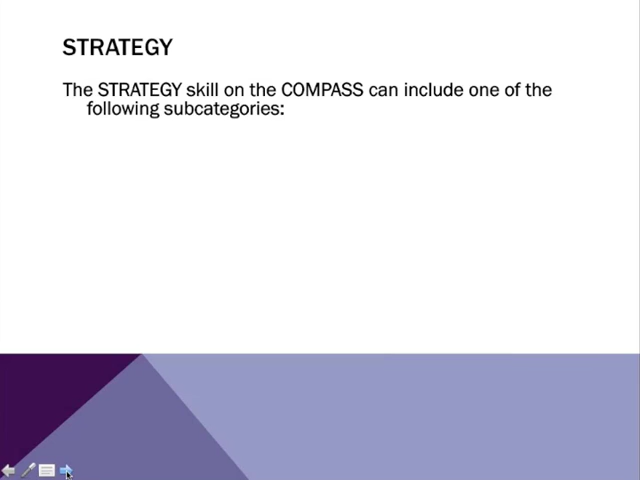 STRATEGY
The STRATEGY skill on the COMPASS can include one of the
following subcategories: